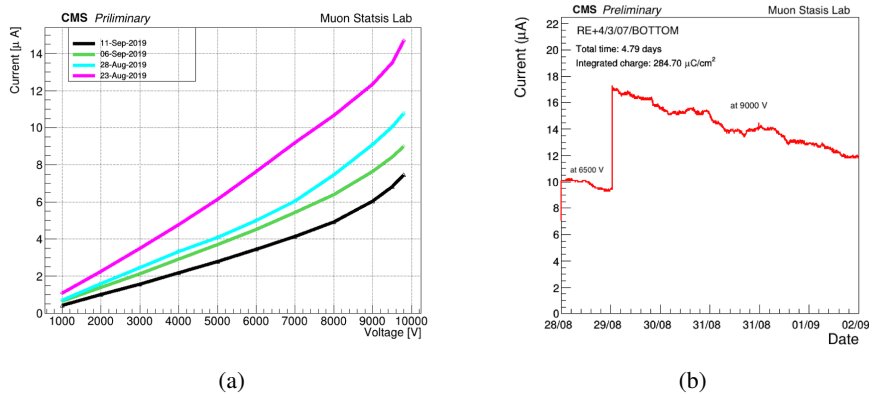 CMS Priliminary Muon Statsis Lab
Current [μ A]
11-Sep-2019
06-Sep-2019
28-Aug-2019
23-Aug-2019
14
12
10
8
6
4
2
0
1000 2000 3000 4000 5000 6000 7000 8000 9000 10000
Voltage [V]
(a)
CMS Preliminary Muon Stasis Lab
Current (μA)
RE+4/3/07/BOTTOM
Total time: 4.79 days
Integrated charge: 284.70 μC/cm²
at 9000 V
at 6500 V
22
20
18
16
14
12
10
8
6
4
2
0
28/08 29/08 30/08 31/08 31/08 01/09 02/09
Date
(b)